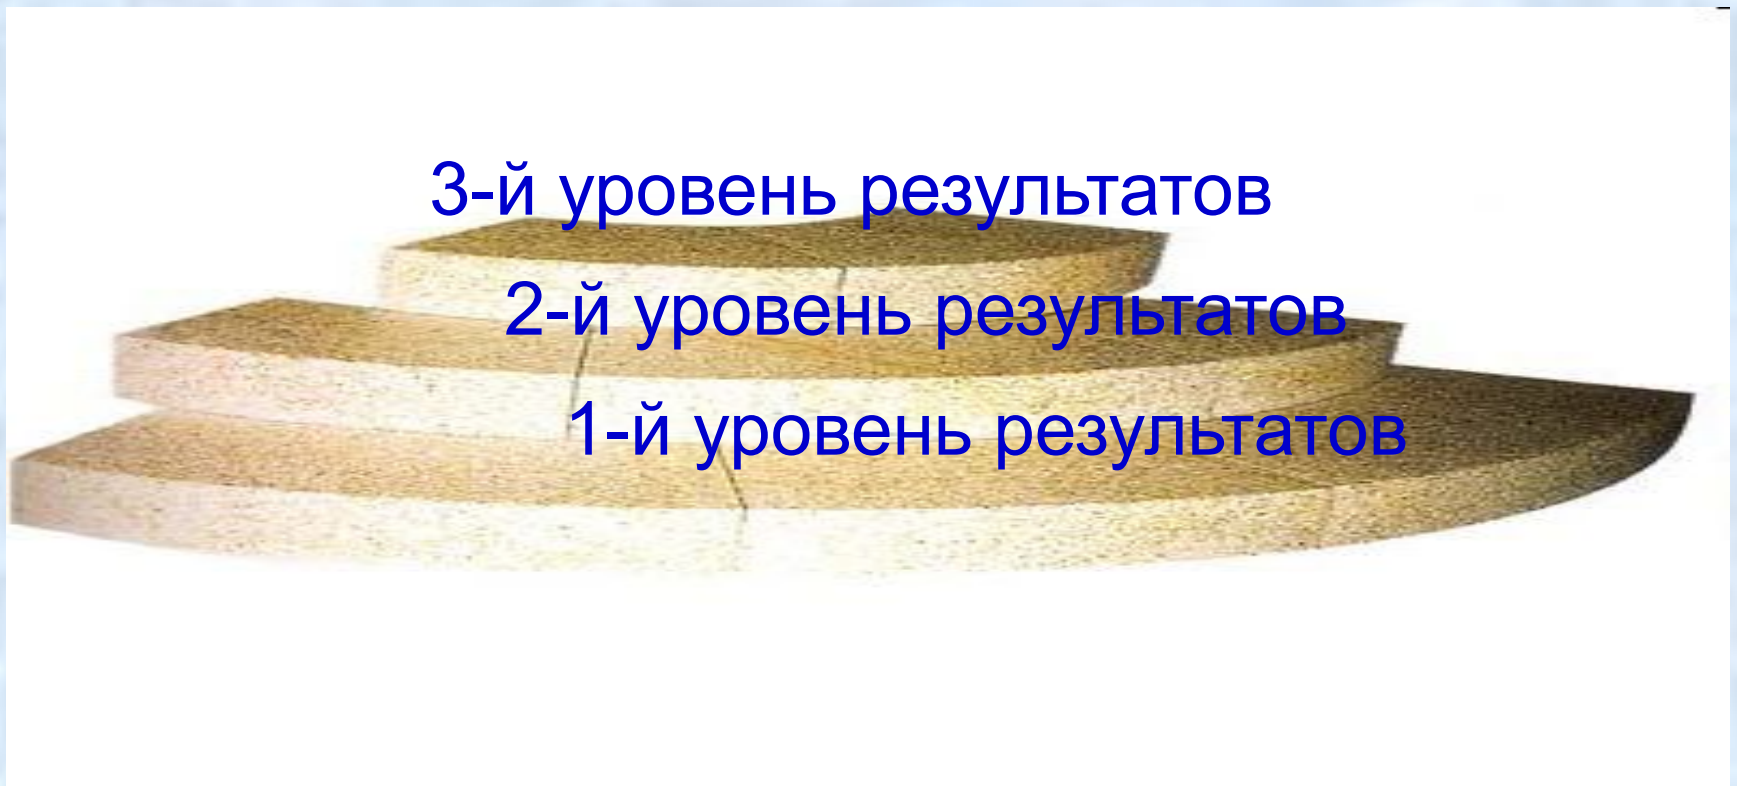 3-й уровень результатов
2-й уровень результатов
1-й уровень результатов